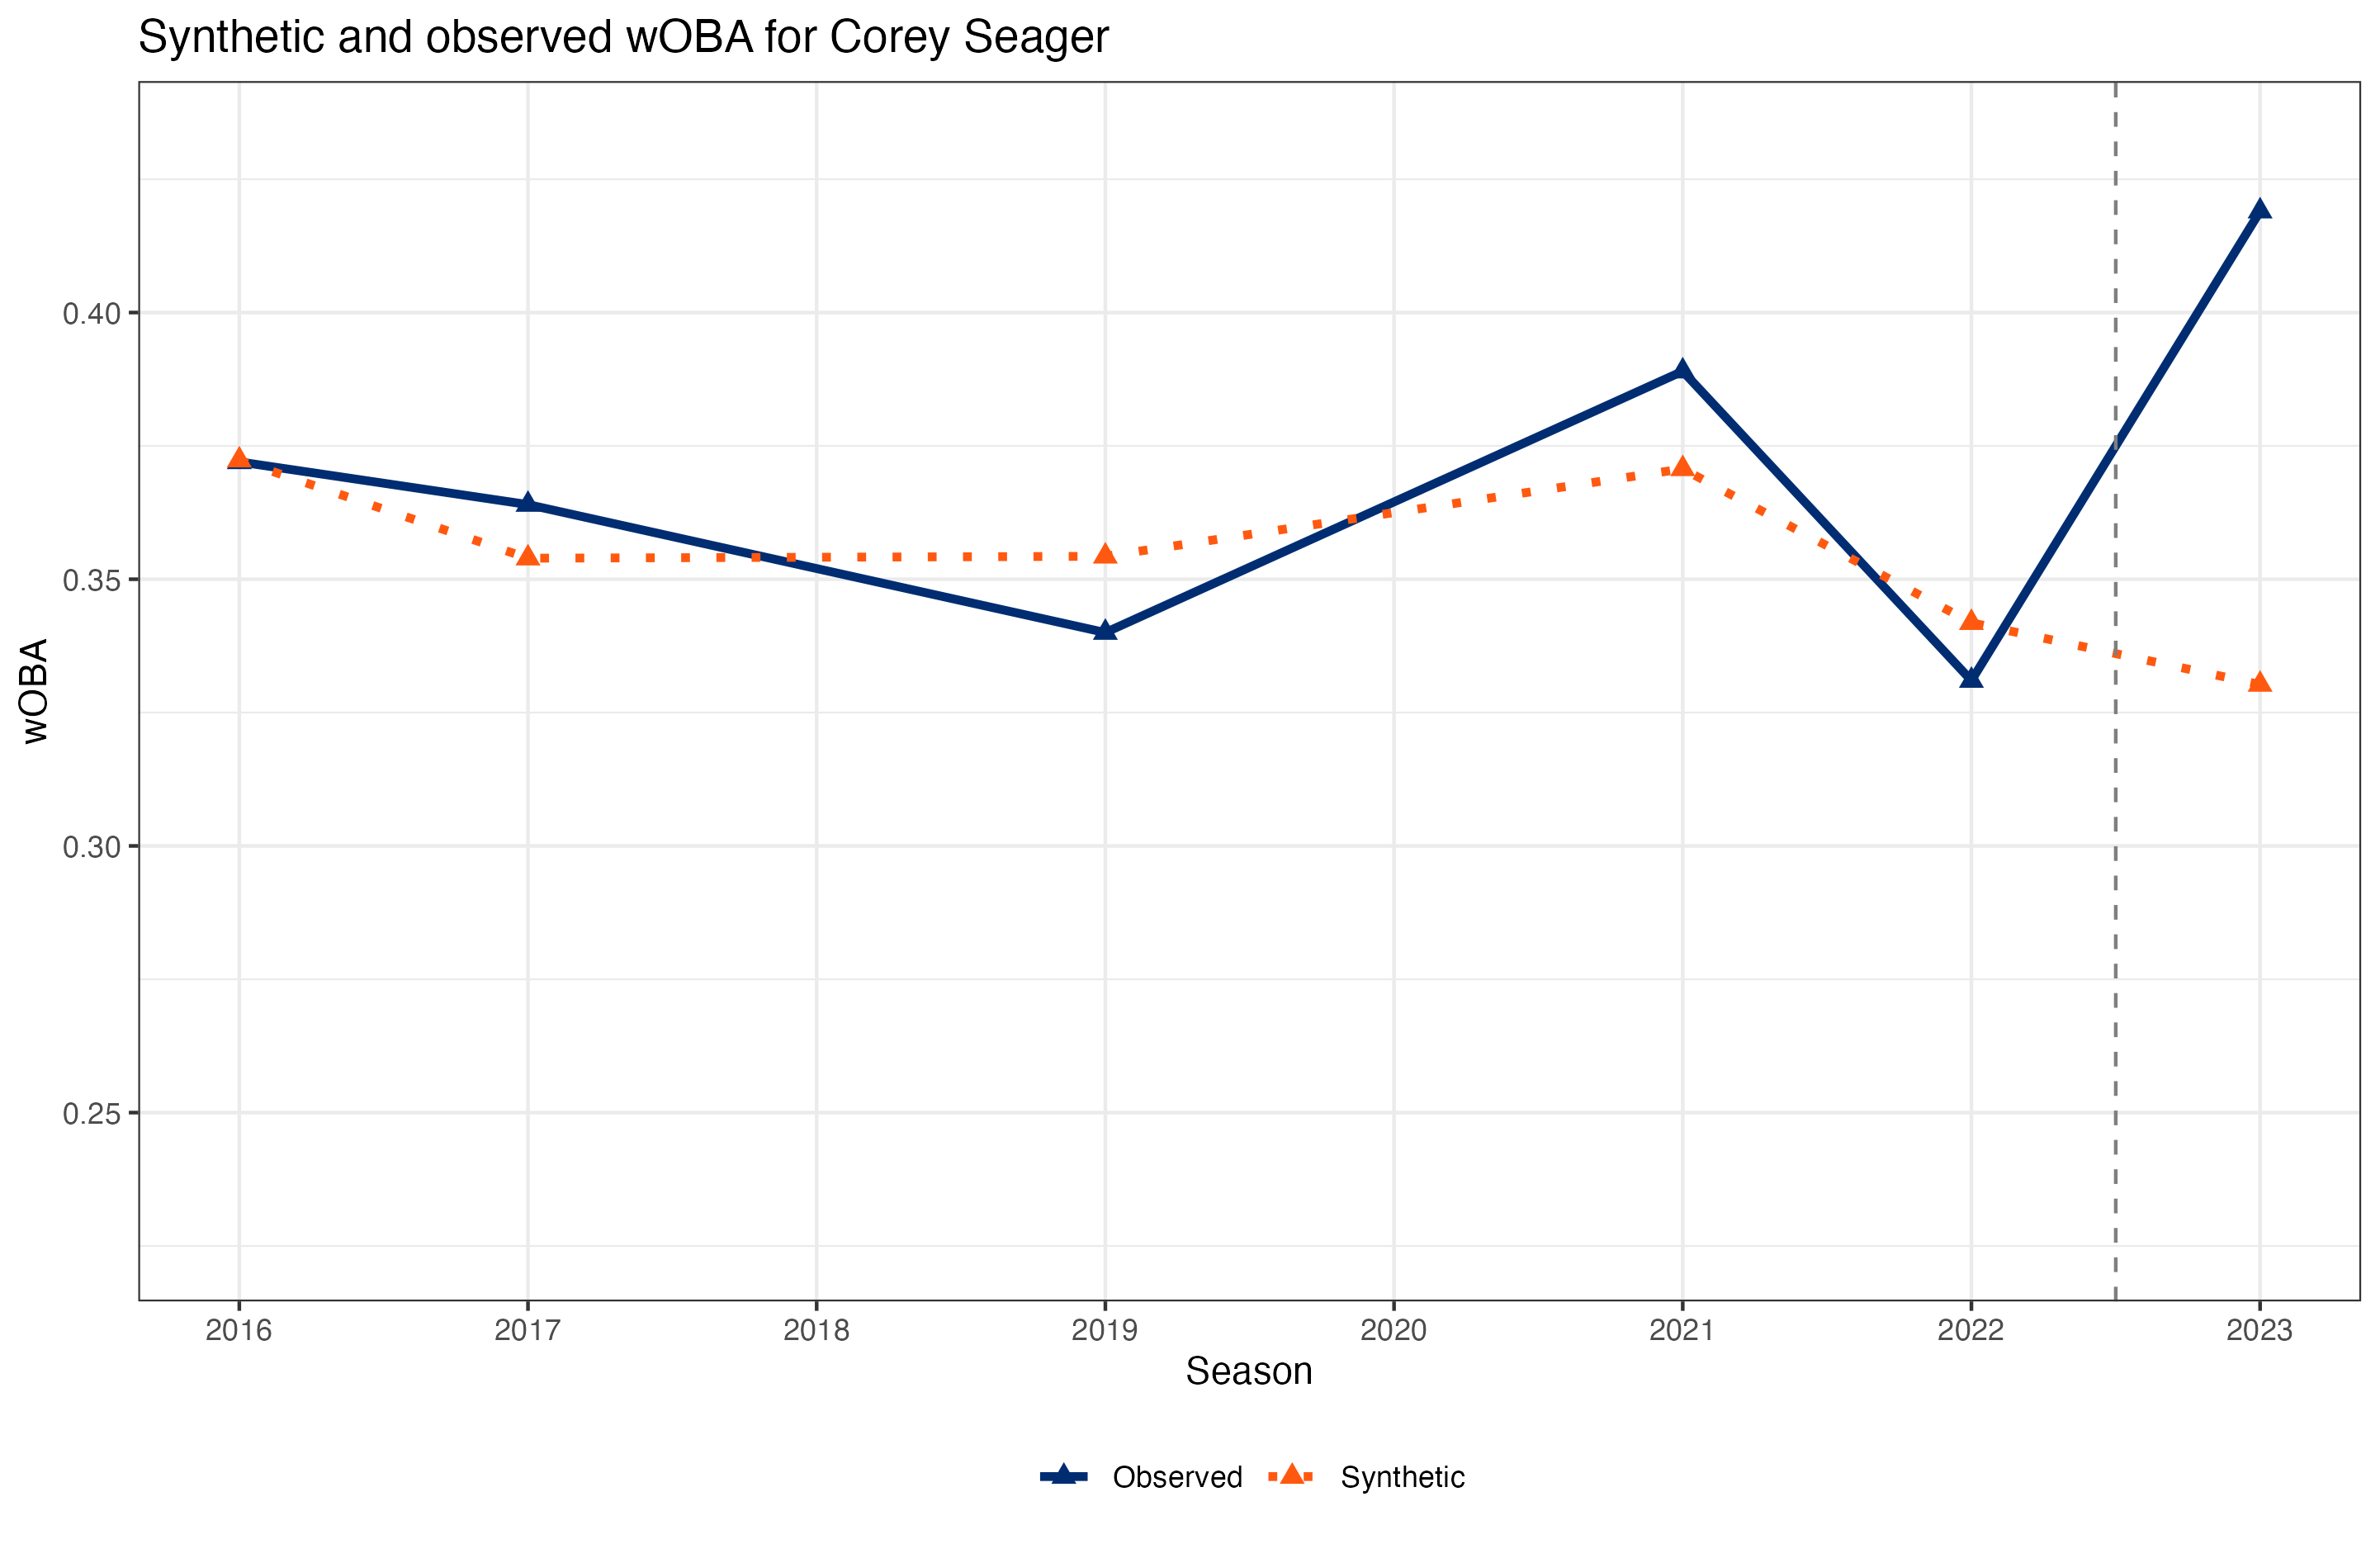 Synthetic and observed wOBA for Corey Seager
wOBA
0.40
0.35
0.30
0.25
2016 2017 2018 2019 2020 2021 2022 2023
Season
Observed Synthetic